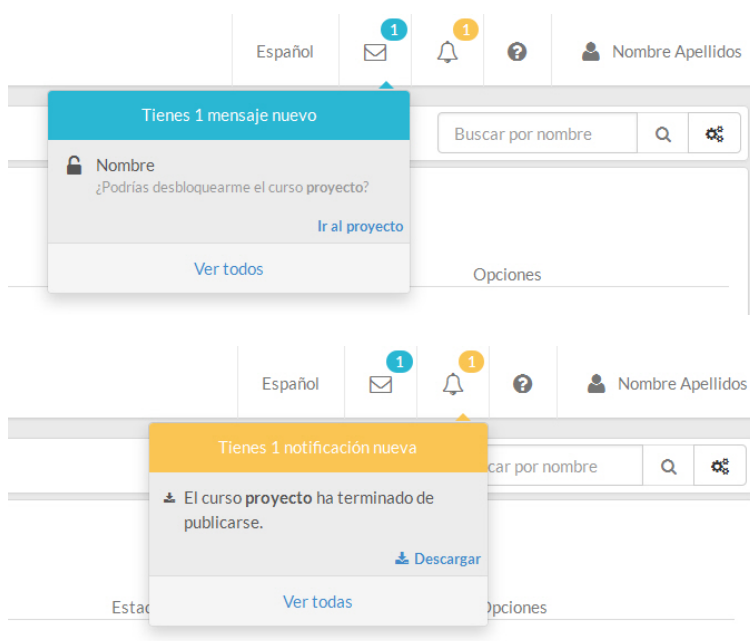 Español 1 1 Nombre Apellidos
Tienes 1 mensaje nuevo
Buscar por nombre
Nombre
¿Podrías desbloquearme el curso proyecto?
Ir al proyecto
Ver todos
Opciones
Español 1 1 Nombre Apellidos
Tienes 1 notificación nueva
car por nombre
El curso proyecto ha terminado de
publicarse.
Descargar
Ver todas
Estad
Opciones